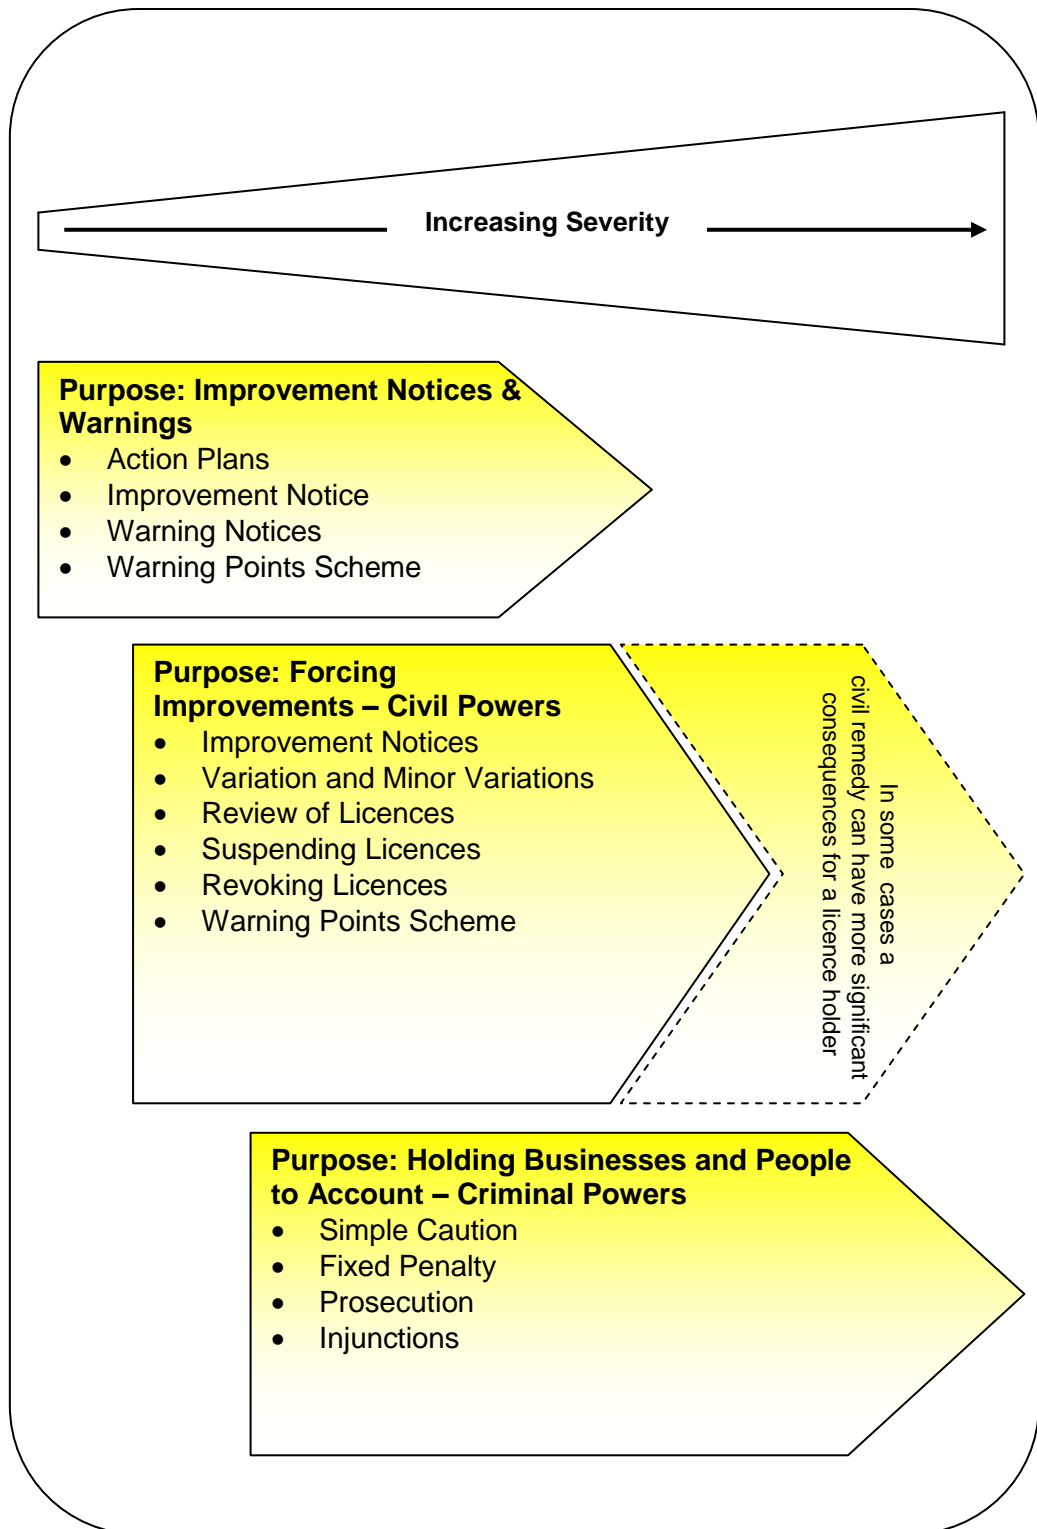 Increasing Severity
Purpose: Improvement Notices &
Warnings
• Action Plans
• Improvement Notice
• Warning Notices
• Warning Points Scheme
Purpose: Forcing
Improvements – Civil Powers
• Improvement Notices
• Variation and Minor Variations
• Review of Licences
• Suspending Licences
• Revoking Licences
• Warning Points Scheme
In some cases a
civil remedy can have more significant
consequences for a licence holder
Purpose: Holding Businesses and People
to Account – Criminal Powers
• Simple Caution
• Fixed Penalty
• Prosecution
• Injunctions